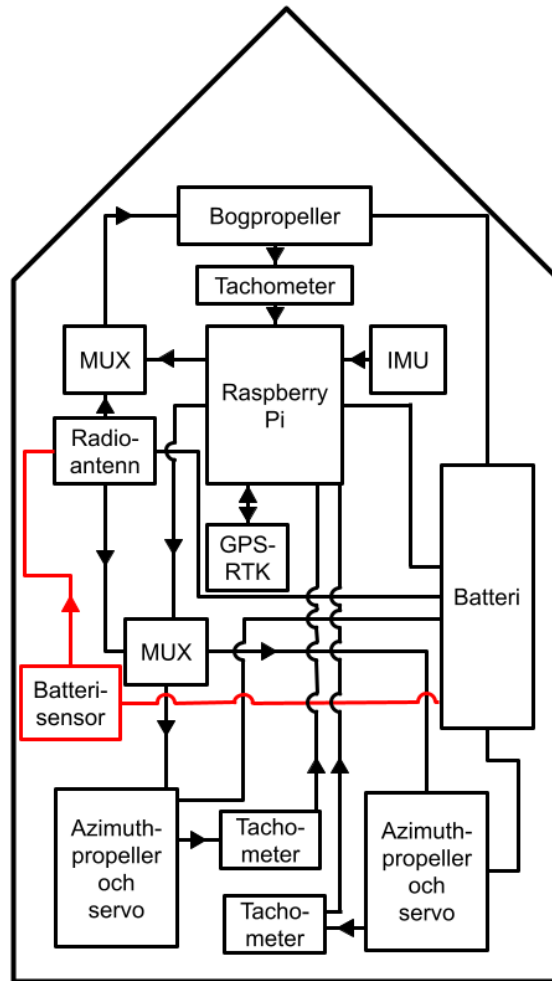 Bogpropeller
Tachometer
MUX
Raspberry
Pi
IMU
Radio-
antenn
GPS-
RTK
Batteri
MUX
Batteri-
sensor
Azimuth-
propeller
och
servo
Tacho-
meter
Azimuth-
propeller
och
servo
Tacho-
meter